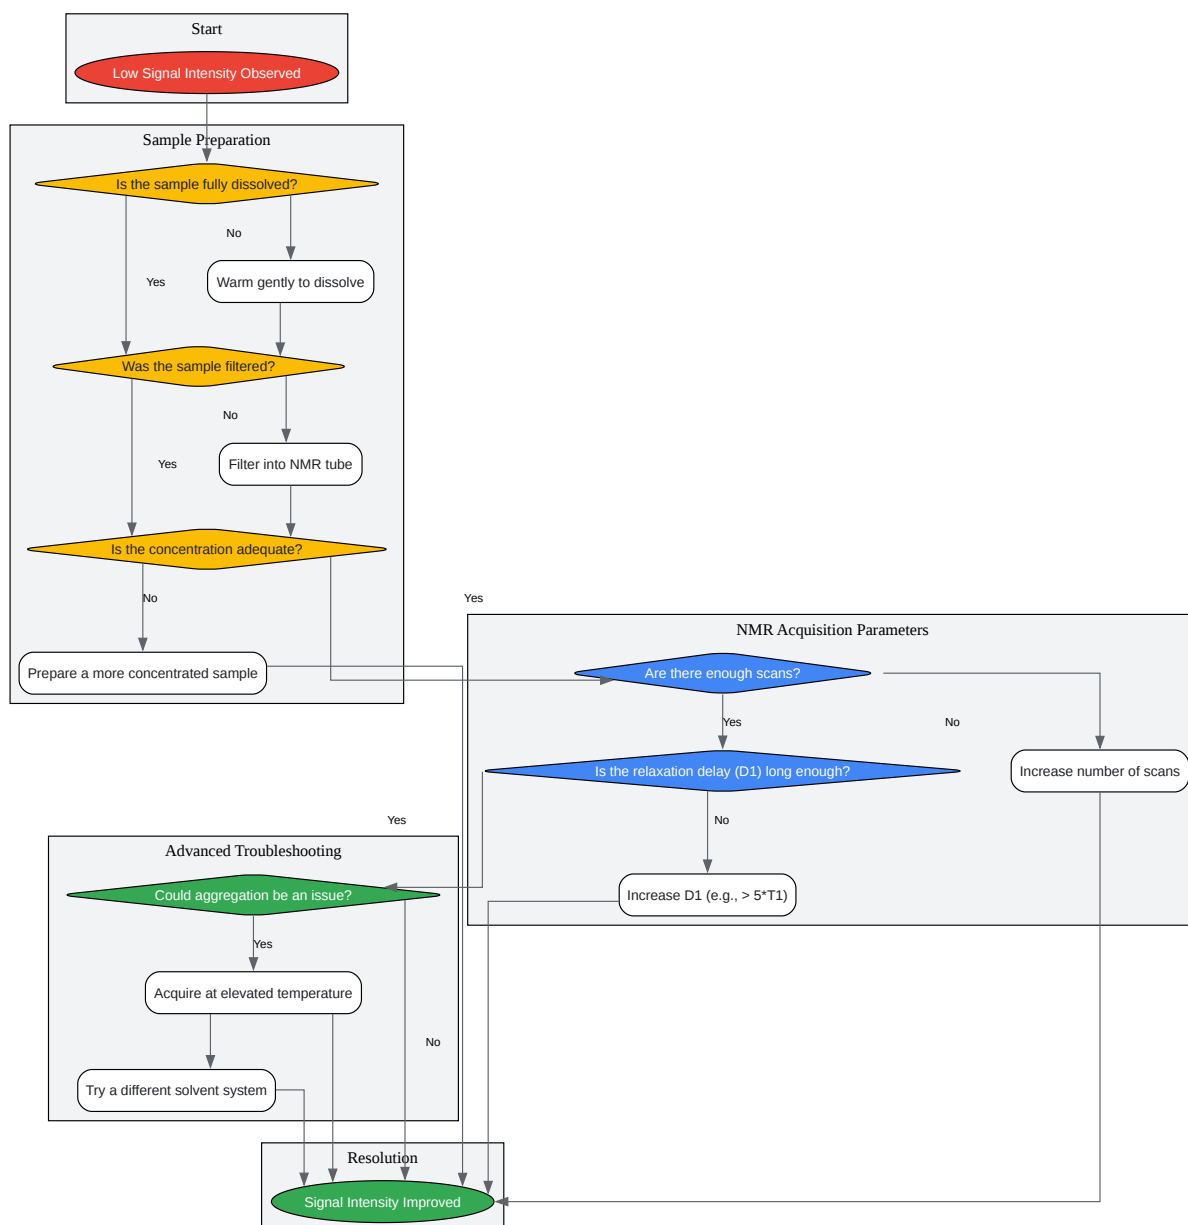 Start
Low Signal Intensity Observed
Sample Preparation
Is the sample fully dissolved?
No
Yes
Warm gently to dissolve
Was the sample filtered?
No
Yes
Filter into NMR tube
Is the concentration adequate?
No
Yes
Prepare a more concentrated sample
NMR Acquisition Parameters
Are there enough scans?
Yes
No
Is the relaxation delay (D1) long enough?
Increase number of scans
Yes
No
Advanced Troubleshooting
Could aggregation be an issue?
Increase D1 (e.g., > 5*T1)
Yes
Acquire at elevated temperature
No
Try a different solvent system
Resolution
Signal Intensity Improved